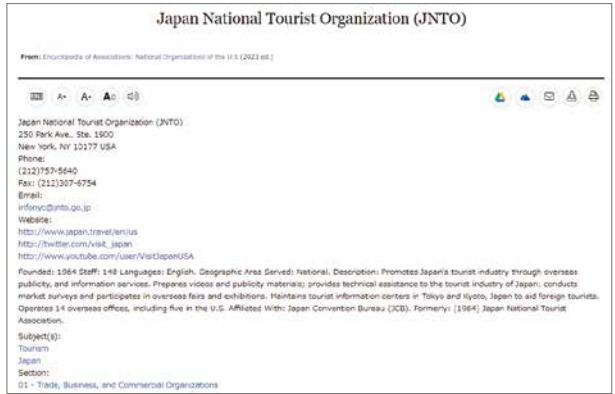 Japan National Tourist Organization (JNTO)
From: Encyclopedia of Associations: National Organizations of the U.S (2023 ed.)
A+ A-
Japan National Tourist Organization (JNTO)
250 Park Ave., Ste. 1900
New York, NY 10177 USA
Phone:
(212)757-5640
Fax: (212)307-6754
Email:
infonyc@jnto.go.jp
Website:
http://www.japan.travel/en/us
http://twitter.com/visit_japan
http://www.youtube.com/user/VisitJapanUSA
Founded: 1964 Staff: 148 Languages: English. Geographic Area Served: National. Description: Promotes Japan's tourist industry through overseas
publicity, and information services. Prepares videos and publicity materials; provides technical assistance to the tourist industry of Japan; conducts
market surveys and participates in overseas fairs and exhibitions. Maintains tourist information centers in Tokyo and Kyoto, Japan to aid foreign tourists.
Operates 14 overseas offices, including five in the U.S. Affiliated With: Japan Convention Bureau (JCB). Formerly: (1964) Japan National Tourist
Association.
Subject(s):
Tourism
Japan
Section:
01 - Trade, Business, and Commercial Organizations